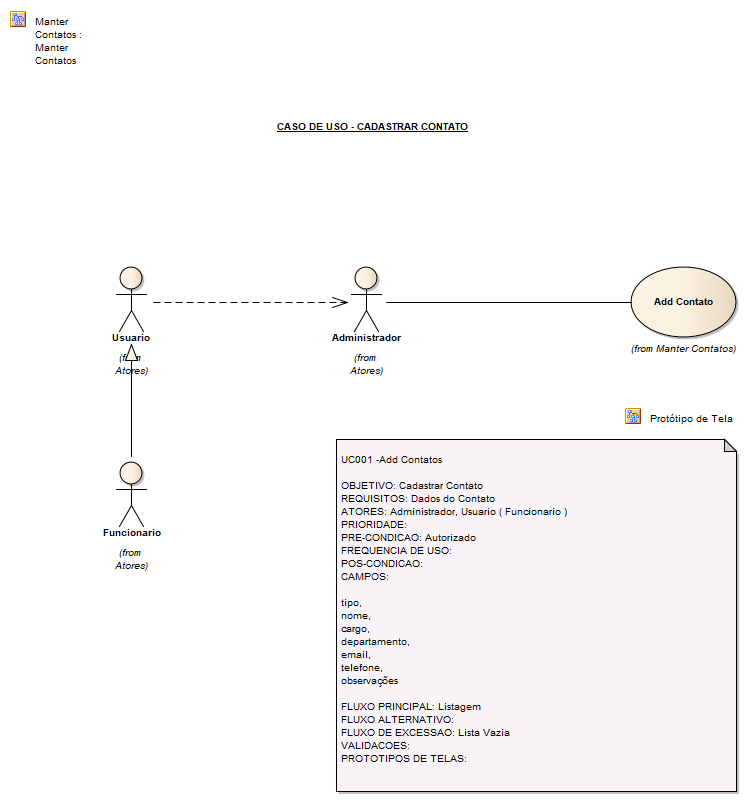 Manter
Contatos :
Manter
Contatos
CASO DE USO - CADASTRAR CONTATO
Usuario
(from
Atores)
Administrador
(from
Atores)
Add Contato
(from Manter Contatos)
Funcionario
(from
Atores)
Protótipo de Tela
UC001 -Add Contatos
OBJETIVO: Cadastrar Contato
REQUISITOS: Dados do Contato
ATORES: Administrador, Usuario ( Funcionario )
PRIORIDADE:
PRE-CONDICAO: Autorizado
FREQUENCIA DE USO:
POS-CONDICAO:
CAMPOS:
tipo,
nome,
cargo,
departamento,
email,
telefone,
observações
FLUXO PRINCIPAL: Listagem
FLUXO ALTERNATIVO:
FLUXO DE EXCESSAO: Lista Vazia
VALIDACOES:
PROTOTIPOS DE TELAS: